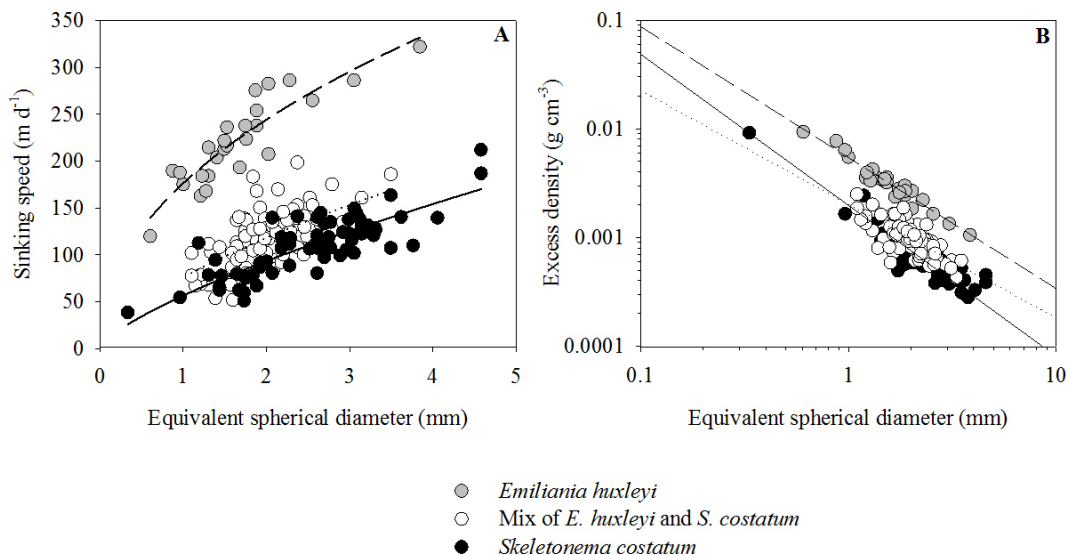 A
350
300
250
200
150
100
50
0
0
1
2
3
4
5
Sinking speed (m d⁻¹)
Equivalent spherical diameter (mm)
B
0.1
0.01
0.001
0.0001
0.1
1
10
Excess density (g cm⁻³)
Equivalent spherical diameter (mm)
Emiliania huxleyi
Mix of E. huxleyi and S. costatum
Skeletonema costatum